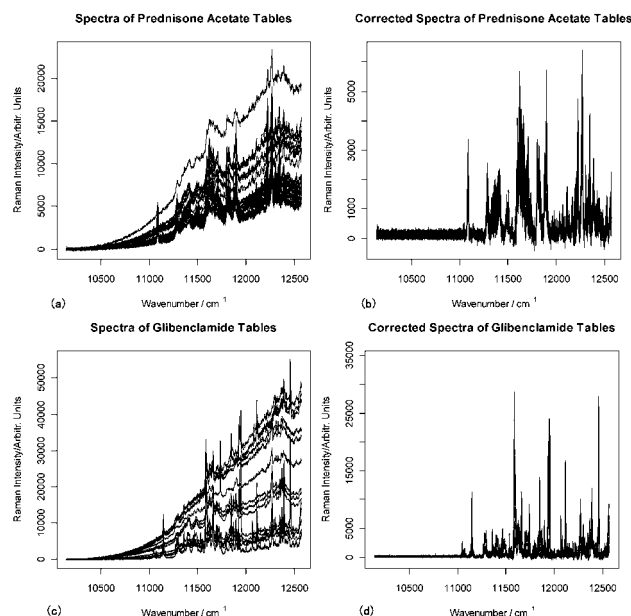 Spectra of Prednisone Acetate Tables
Raman Intensity/Arbitr. Units
0 5000 10000 15000 20000
10500 11000 11500 12000 12500
(a) Wavenumber / cm-1
Corrected Spectra of Prednisone Acetate Tables
Raman Intensity/Arbitr. Units
0 1000 3000 5000
10500 11000 11500 12000 12500
(b) Wavenumber / cm-1
Spectra of Glibenclamide Tables
Raman Intensity/Arbitr. Units
0 10000 20000 30000 40000 50000
10500 11000 11500 12000 12500
(c) Wavenumber / cm-1
Corrected Spectra of Glibenclamide Tables
Raman Intensity/Arbitr. Units
0 5000 15000 25000 35000
10500 11000 11500 12000 12500
(d) Wavenumber / cm-1